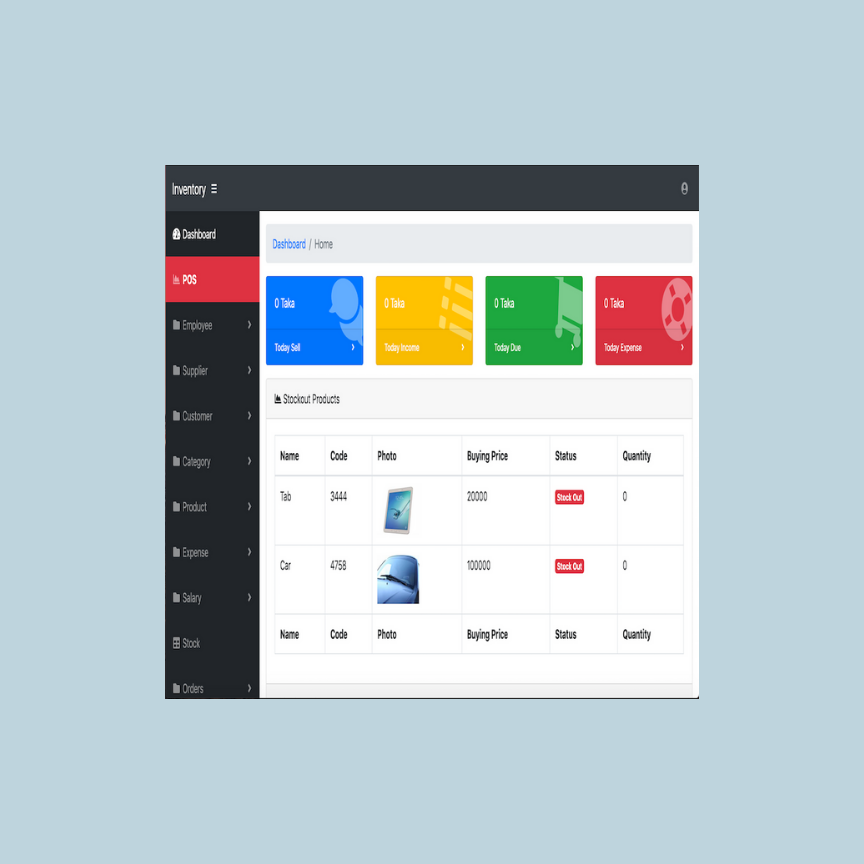 Inventory
Dashboard
POS
Employee
Supplier
Customer
Category
Product
Expense
Salary
Stock
Orders
Dashboard / Home
0 Taka
Today Sell
0 Taka
Today Income
0 Taka
Today Due
0 Taka
Today Expense
Stockout Products
Name Code Photo Buying Price Status Quantity
Tab 3444 20000 Stock Out 0
Car 4758 100000 Stock Out 0
Name Code Photo Buying Price Status Quantity